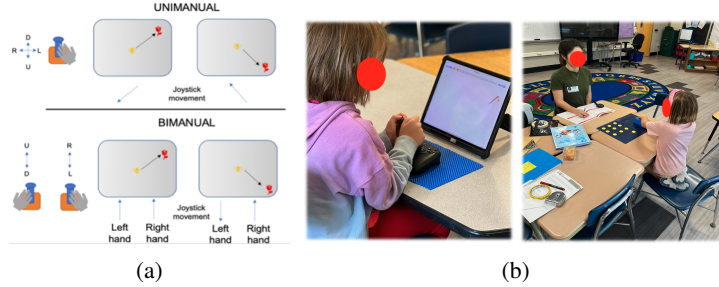 UNIMANUAL
D
R
L
U
Joystick
movement
BIMANUAL
U
R
D
L
Joystick
movement
Left
hand
Right
hand
Left
hand
Right
hand
(a)
(b)